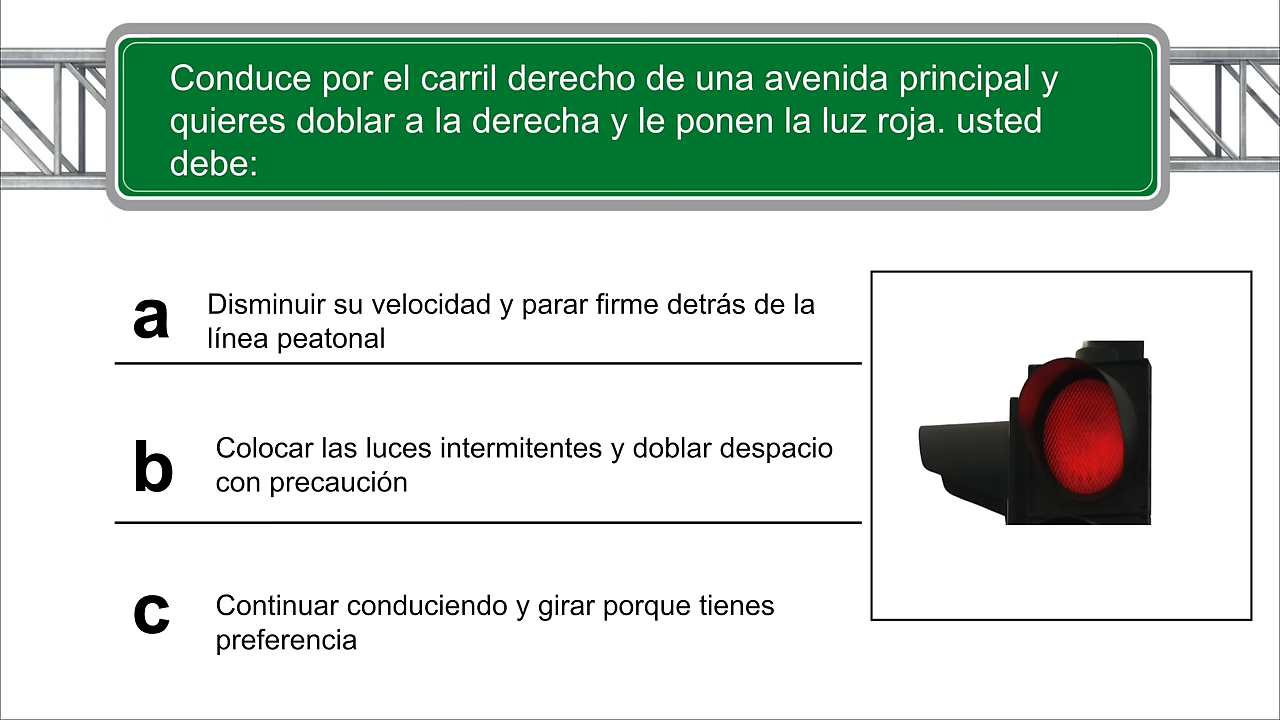 Conduce por el carril derecho de una avenida principal y
quieres doblar a la derecha y le ponen la luz roja. usted
debe:
a
Disminuir su velocidad y parar firme detrás de la
línea peatonal
b
Colocar las luces intermitentes y doblar despacio
con precaución
c
Continuar conduciendo y girar porque tienes
preferencia